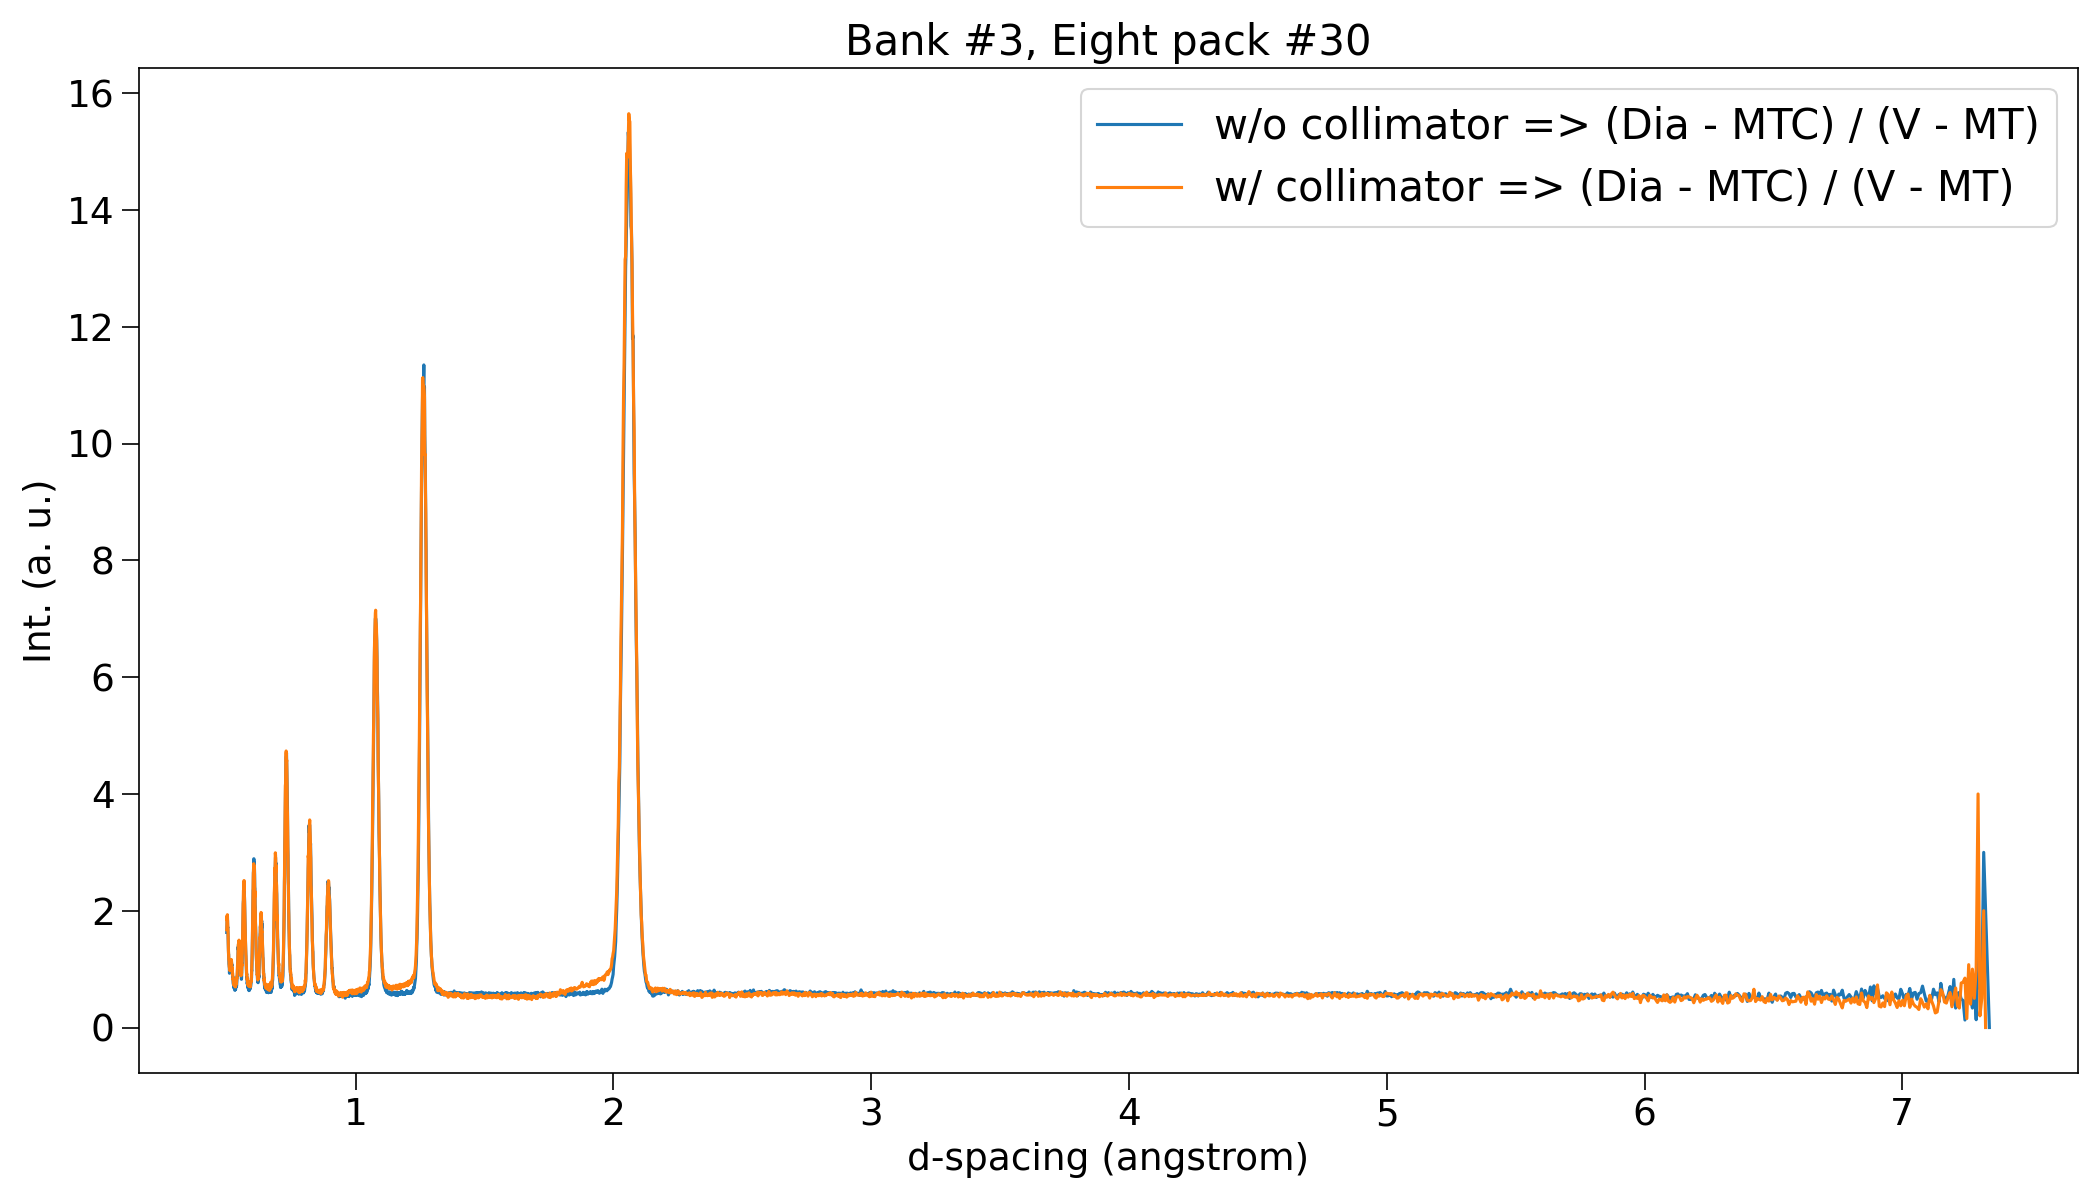 Bank #3, Eight pack #30
w/o collimator => (Dia - MTC) / (V - MT)
w/ collimator => (Dia - MTC) / (V - MT)
Int. (a. u.)
16
14
12
10
8
6
4
2
0
1 2 3 4 5 6 7
d-spacing (angstrom)